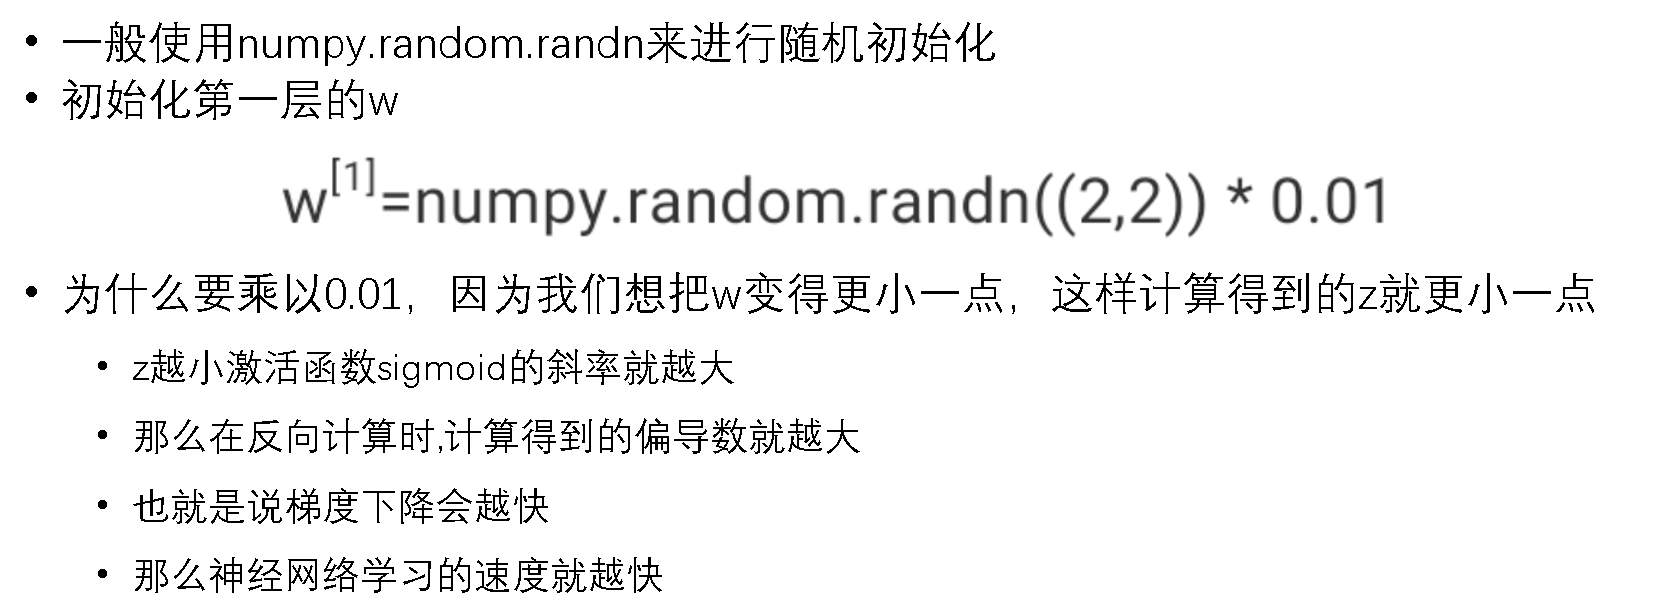 • 一般使用numpy.random.randn来进行随机初始化
• 初始化第一层的w
w[1]=numpy.random.randn((2,2)) * 0.01
• 为什么要乘以0.01，因为我们想把w变得更小一点，这样计算得到的z就更小一点
• z越小激活函数sigmoid的斜率就越大
• 那么在反向计算时,计算得到的偏导数就越大
• 也就是说梯度下降会越快
• 那么神经网络学习的速度就越快